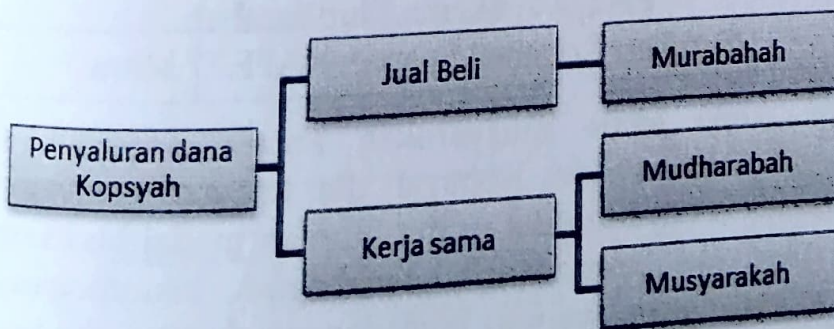 Jual Beli
Murabahah
Penyaluran dana
Kopsyah
Mudharabah
Kerja sama
Musyarakah